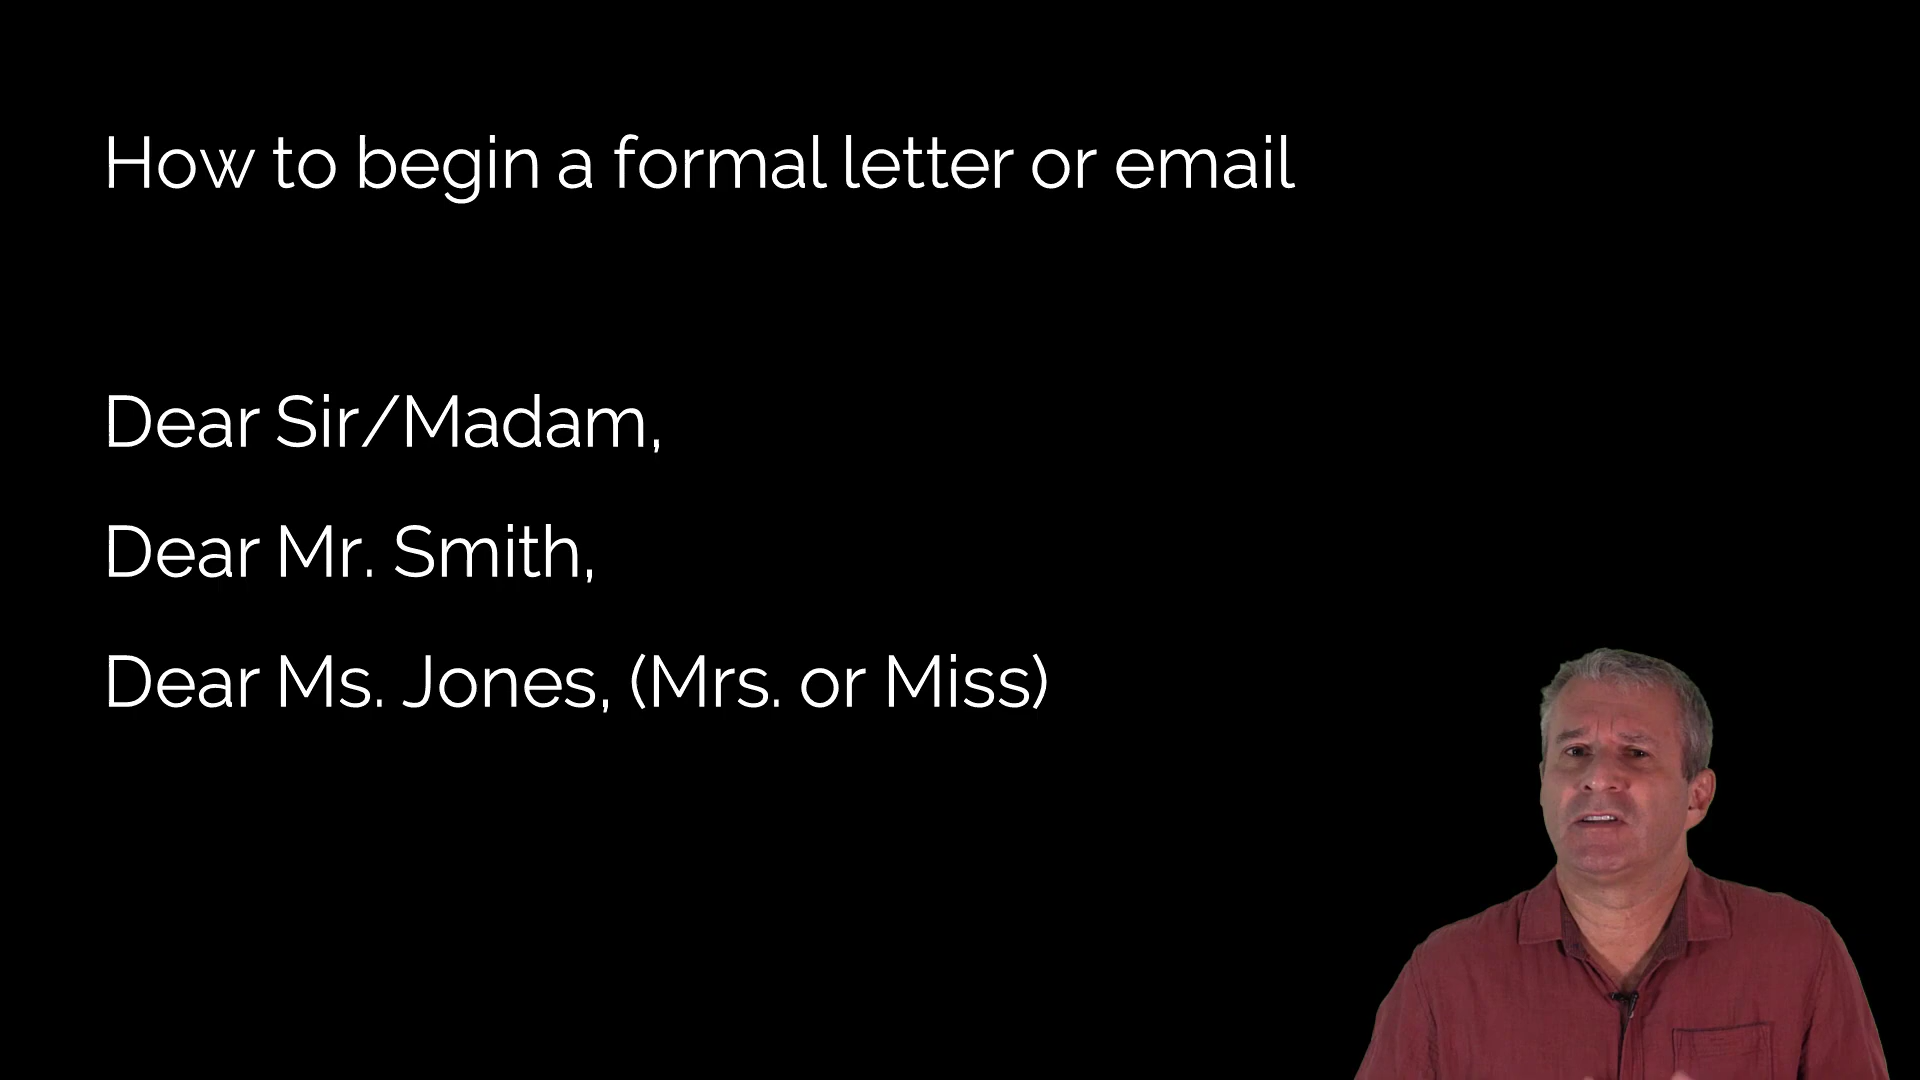 How to begin a formal letter or email
Dear Sir/Madam,
Dear Mr. Smith,
Dear Ms. Jones, (Mrs. or Miss)